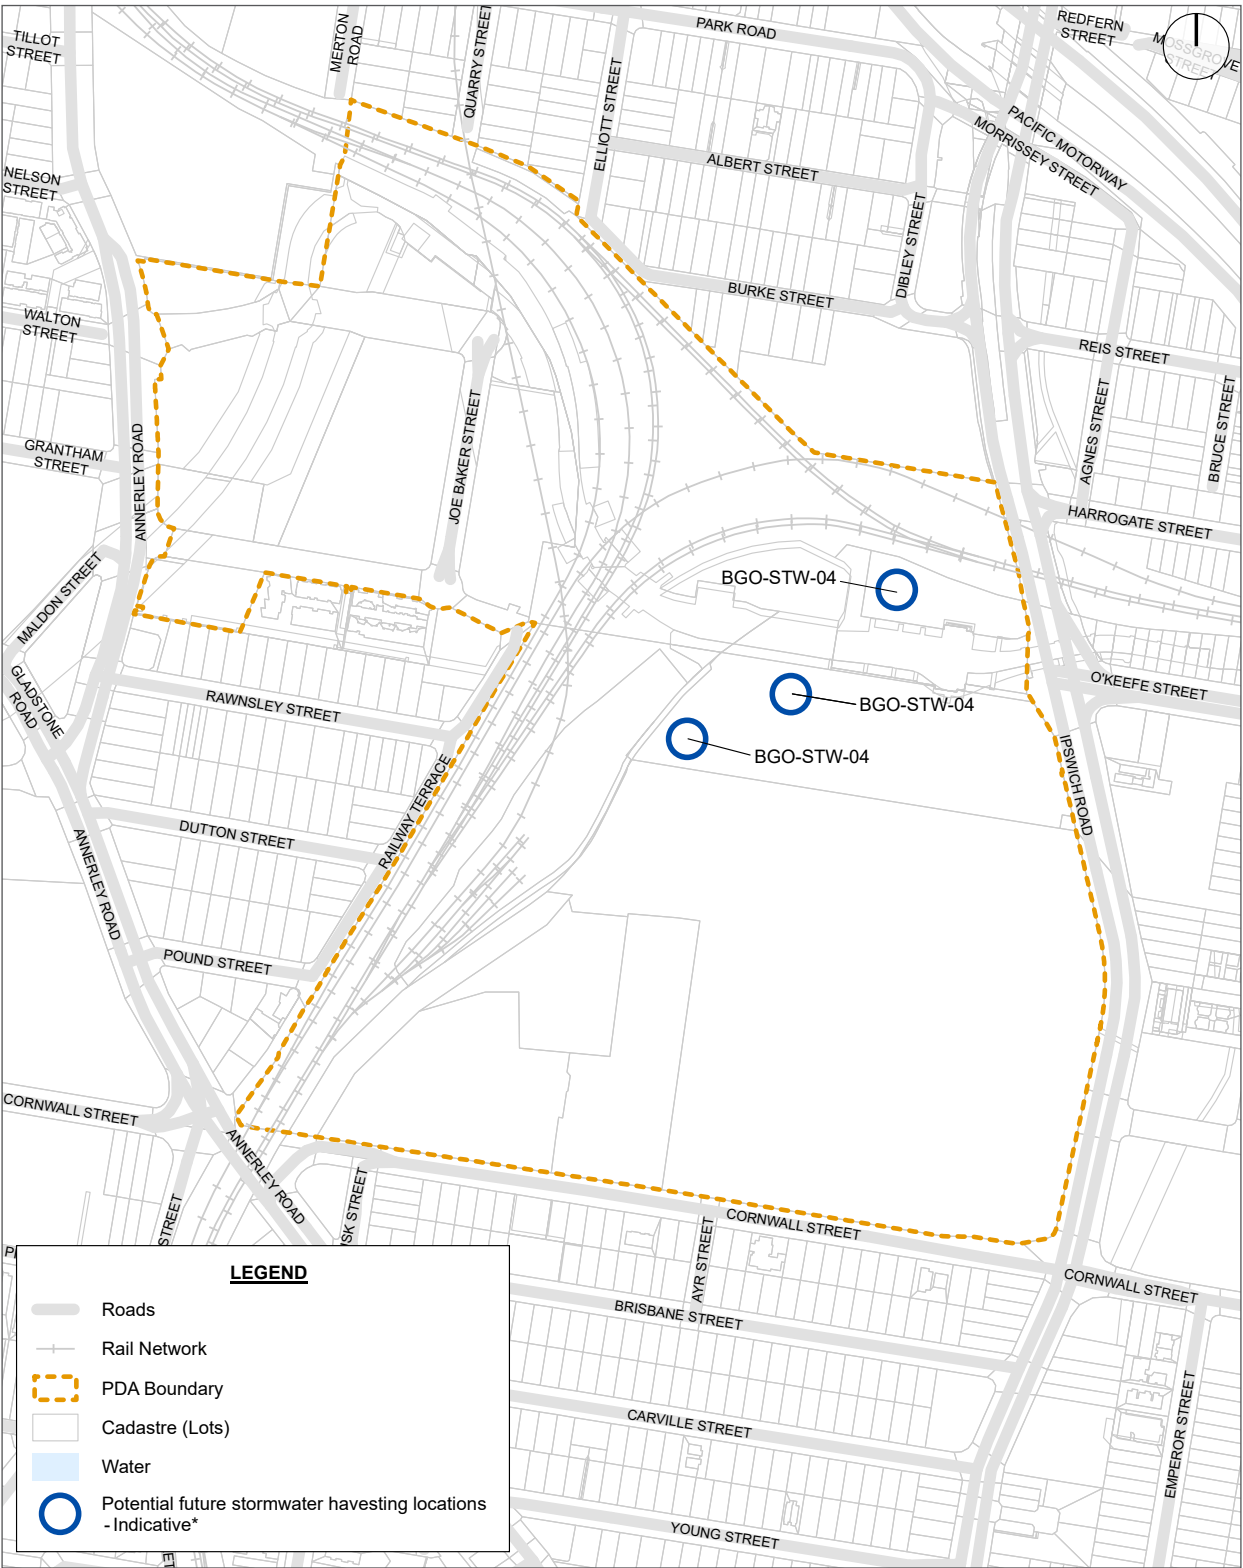 TILLOT
STREET
MERTON
ROAD
QUARRY STREET
PARK ROAD
REDFERN
STREET
MOSSGROVE
STREET
ELLIOTT STREET
PACIFIC MOTORWAY
MORRISSEY STREET
ALBERT STREET
NELSON
STREET
DIBLEY STREET
BURKE STREET
WALTON
STREET
REIS STREET
JOE BAKER STREET
AGNES STREET
BRUCE STREET
ANNERLEY ROAD
GRANTHAM
STREET
HARROGATE STREET
MALDON STREET
BGO-STW-04
GLADSTONE
ROAD
O'KEEFE STREET
RAWNSLEY STREET
BGO-STW-04
BGO-STW-04
IPSWICH ROAD
RAILWAY TERRACE
DUTTON STREET
ANNERLEY ROAD
POUND STREET
CORNWALL STREET
ANNERLEY ROAD
STREET
SK STREET
CORNWALL STREET
AYR STREET
CORNWALL STREET
BRISBANE STREET
CARVILLE STREET
EMPEROR STREET
YOUNG STREET
LEGEND
Roads
Rail Network
PDA Boundary
Cadastre (Lots)
Water
Potential future stormwater havesting locations
- Indicative*